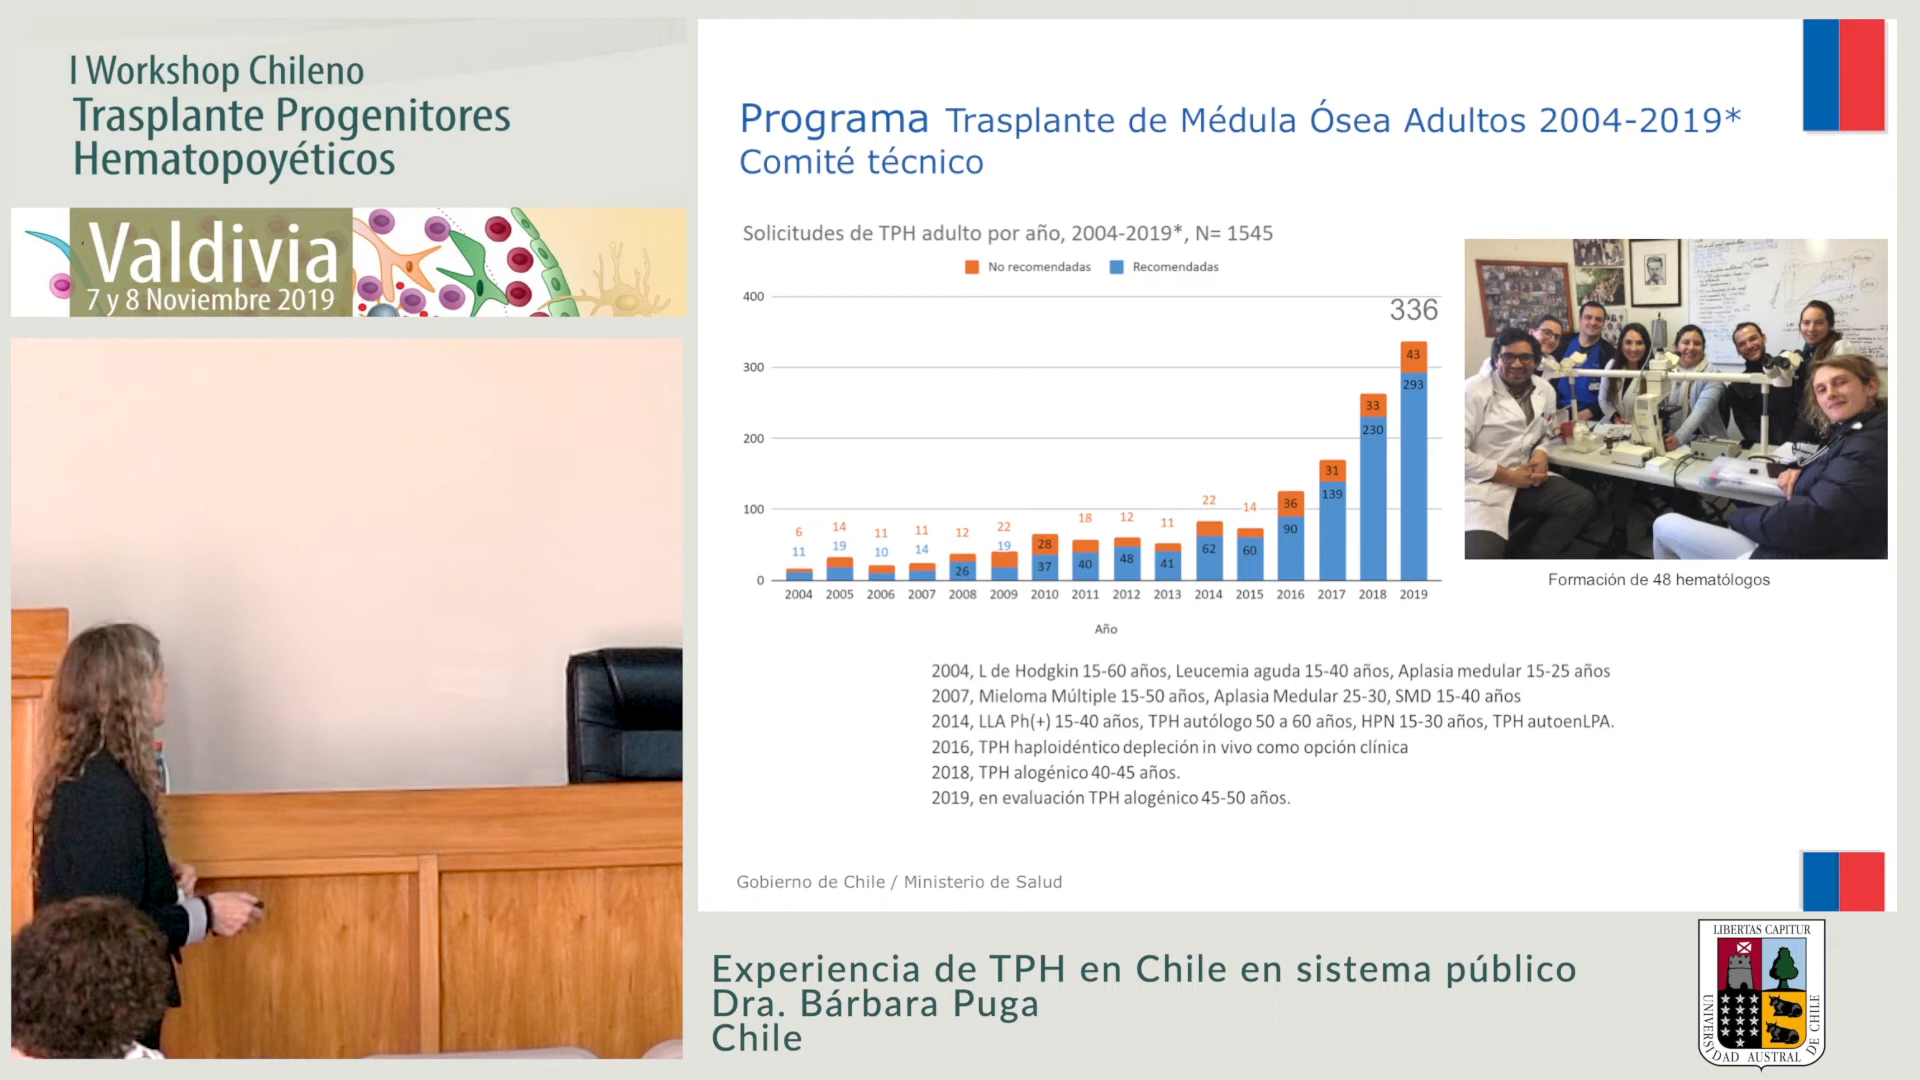 I Workshop Chileno
Trasplante Progenitores
Hematopoyéticos
Valdivia
7 y 8 Noviembre 2019
Programa Trasplante de Médula Ósea Adultos 2004-2019*
Comité técnico
Solicitudes de TPH adulto por año, 2004-2019*, N= 1545
No recomendadas Recomendadas
400
300
200
100
0
336
6 14 11 11 12 22 28 18 12 11 22 14 36 31 33 43
11 19 10 14 26 19 37 40 48 41 62 60 90 139 230 293
2004 2005 2006 2007 2008 2009 2010 2011 2012 2013 2014 2015 2016 2017 2018 2019
Año
Formación de 48 hematólogos
2004, L de Hodgkin 15-60 años, Leucemia aguda 15-40 años, Aplasia medular 15-25 años
2007, Mieloma Múltiple 15-50 años, Aplasia Medular 25-30, SMD 15-40 años
2014, LLA Ph(+) 15-40 años, TPH autólogo 50 a 60 años, HPN 15-30 años, TPH autoenLPA.
2016, TPH haploidéntico depleción in vivo como opción clínica
2018, TPH alogénico 40-45 años.
2019, en evaluación TPH alogénico 45-50 años.
Gobierno de Chile / Ministerio de Salud
Experiencia de TPH en Chile en sistema público
Dra. Bárbara Puga
Chile
LIBERTAS CAPITUR
UNIVERSIDAD AUSTRAL DE CHILE